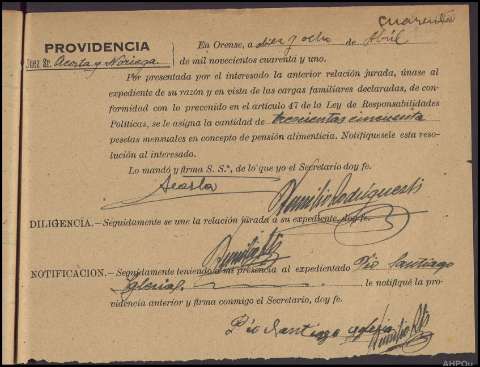 cuarenta
PROVIDENCIA
Juez Sr. Acosta y Noriega
En Orense, a diez y ocho de Abril
de mil novecientos cuarenta y uno.
Por presentada por el interesado la anterior relación jurada, únase al
expediente de su razón y en vista de las cargas familiares declaradas, de con-
formidad con lo prevenido en el artículo 47 de la Ley de Responsabilidades
Políticas, se le asigna la cantidad de trescientas cincuenta
pesetas mensuales en concepto de pensión alimenticia. Notifíquesele esta reso-
lución al interesado.
Lo mandó y firma S. S.ª, de lo que yo el Secretario doy fe.
Acosta
Humilio Rodriguez
DILIGENCIA.—Seguidamente se une la relación jurada a su expediente, doy fe.
NOTIFICACION.—Seguidamente teniendo a mi presencia al expedientado Pío Santiago
Iglesias le notifiqué la pro-
videncia anterior y firma conmigo el Secretario, doy fe.
Pío Santiago Iglesia
AHPOu